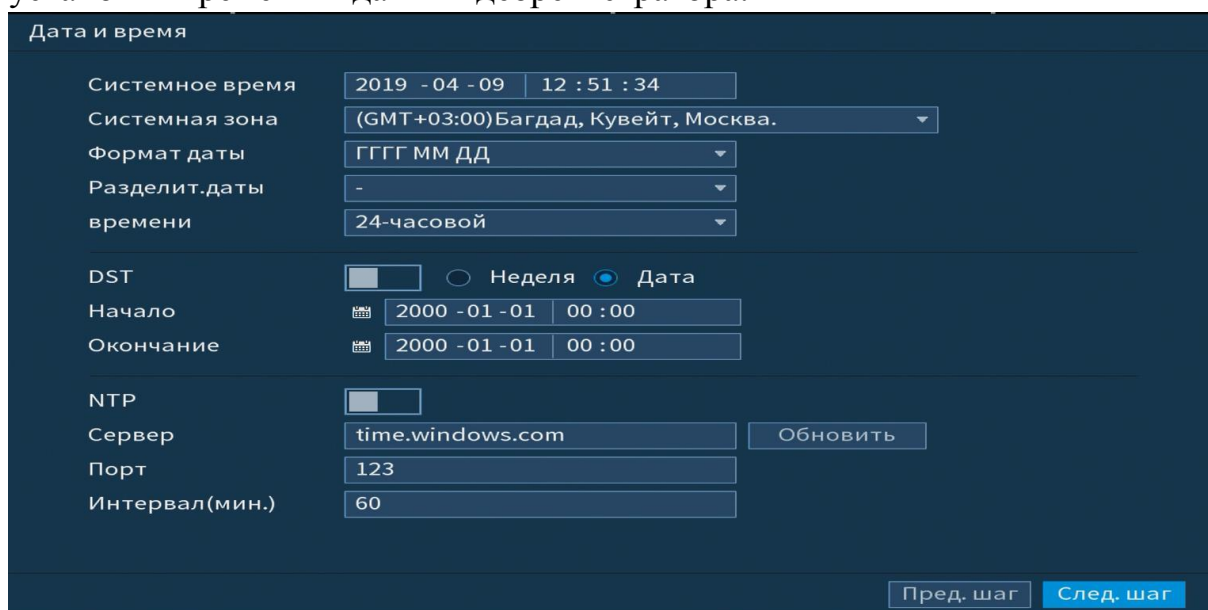 Дата и время
Системное время 2019 - 04 - 09 12 : 51 : 34
Системная зона (GMT+03:00)Багдад, Кувейт, Москва.
Формат даты ГГГГ ММ ДД
Разделит.даты -
времени 24-часовой
DST Неделя Дата
Начало 2000 - 01 - 01 00 : 00
Окончание 2000 - 01 - 01 00 : 00
NTP
Сервер time.windows.com Обновить
Порт 123
Интервал(мин.) 60
Пред. шаг След. шаг